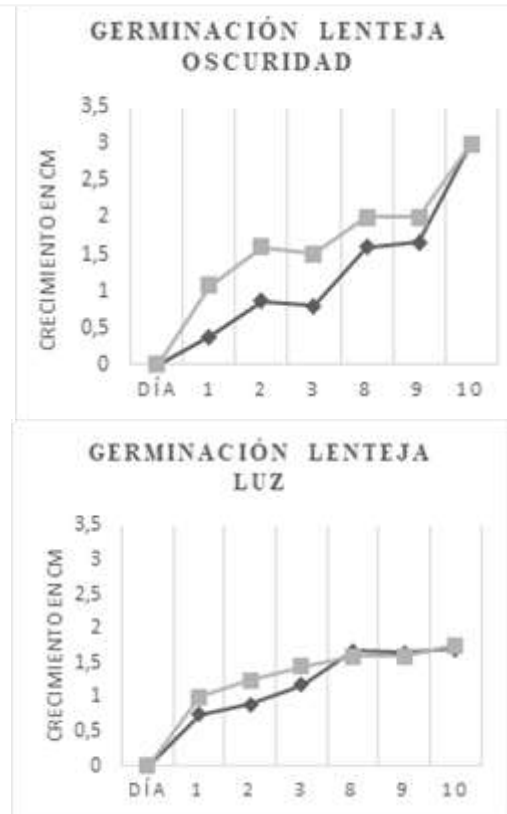 GERMINACIÓN LENTEJA
OSCURIDAD
CRECIMIENTO EN CM
3,5
3
2,5
2
1,5
1
0,5
0
DÍA 1 2 3 8 9 10
GERMINACIÓN LENTEJA
LUZ
CRECIMIENTO EN CM
3,5
3
2,5
2
1,5
1
0,5
0
DÍA 1 2 3 8 9 10